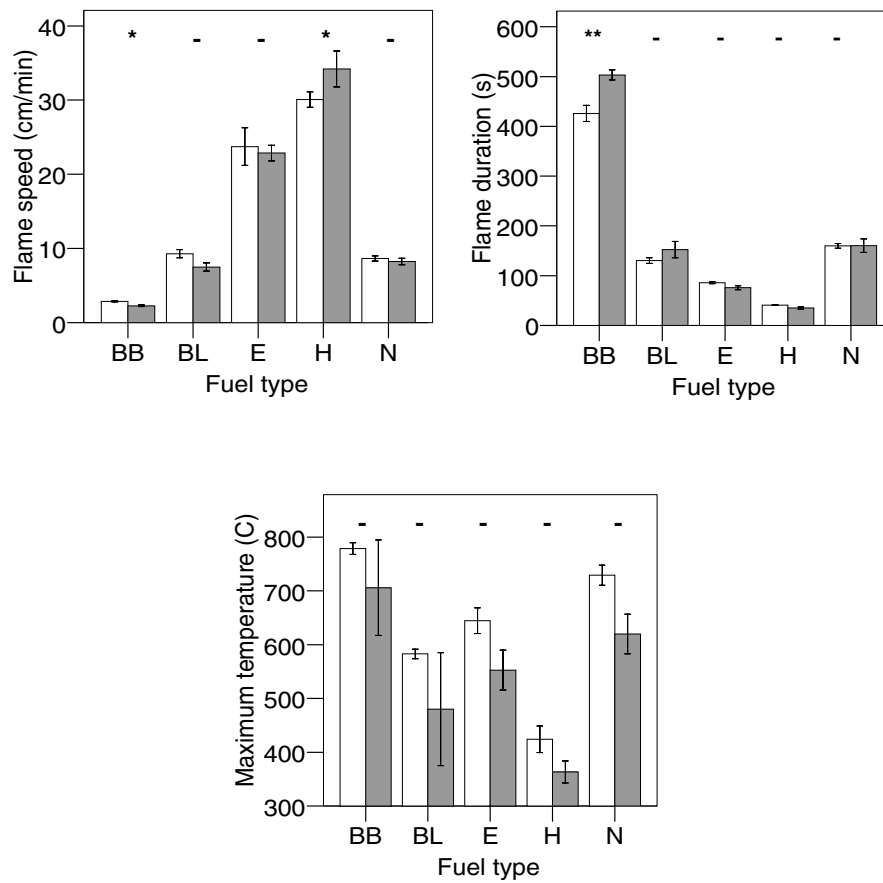 Flame speed (cm/min)
40
30
20
10
0
* - - * -
BB BL E H N
Fuel type
Flame duration (s)
600
500
400
300
200
100
0
** - - - -
BB BL E H N
Fuel type
Maximum temperature (C)
800
700
600
500
400
300
- - - - -
BB BL E H N
Fuel type